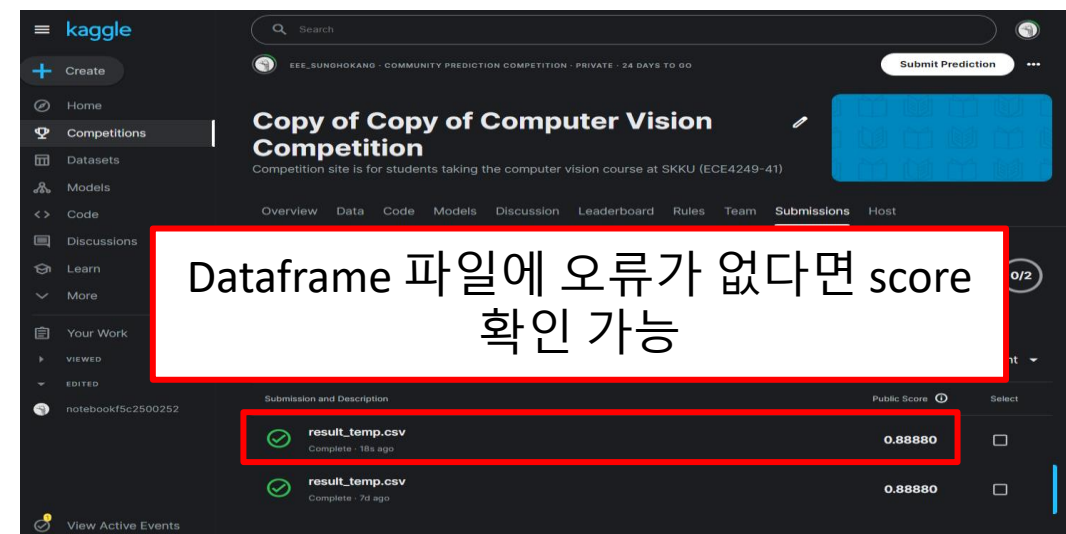 kaggle
Search
Create
EEE_SUNGHOKANG · COMMUNITY PREDICTION COMPETITION · PRIVATE · 24 DAYS TO GO
Submit Prediction
Home
Competitions
Datasets
Models
Code
Discussions
Learn
More
Your Work
VIEWED
EDITED
notebookf5c2500252
View Active Events
Copy of Copy of Computer Vision
Competition
Competition site is for students taking the computer vision course at SKKU (ECE4249-41)
Overview Data Code Models Discussion Leaderboard Rules Team Submissions Host
Dataframe 파일에 오류가 없다면 score
확인 가능
0/2
Submission and Description Public Score Select
result_temp.csv
Complete · 18s ago
0.88880
result_temp.csv
Complete · 7d ago
0.88880